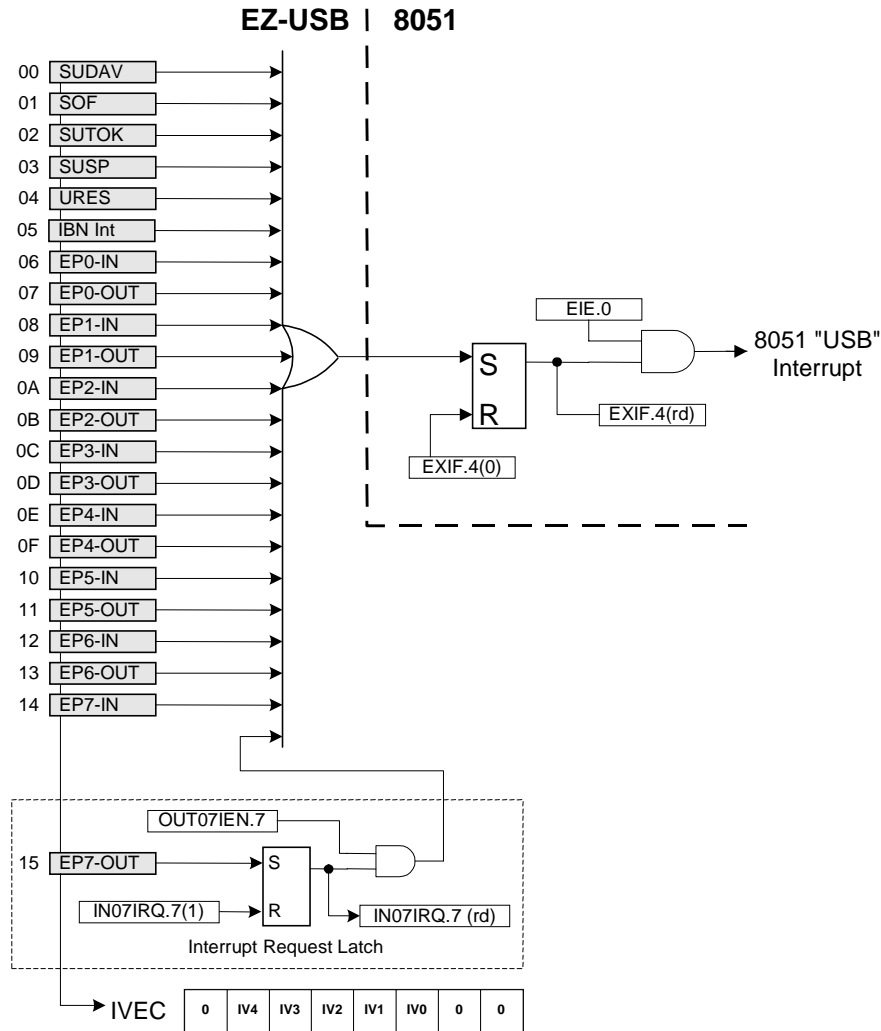 EZ-USB 8051
00 SUDAV
01 SOF
02 SUTOK
03 SUSP
04 URES
05 IBN Int
06 EP0-IN
07 EP0-OUT
08 EP1-IN
09 EP1-OUT
0A EP2-IN
0B EP2-OUT
0C EP3-IN
0D EP3-OUT
0E EP4-IN
0F EP4-OUT
10 EP5-IN
11 EP5-OUT
12 EP6-IN
13 EP6-OUT
14 EP7-IN
EIE.0
8051 "USB"
Interrupt
S
R
EXIF.4(rd)
EXIF.4(0)
OUT07IEN.7
15 EP7-OUT
S
R
IN07IRQ.7(1)
IN07IRQ.7 (rd)
Interrupt Request Latch
IVEC 0 IV4 IV3 IV2 IV1 IV0 0 0